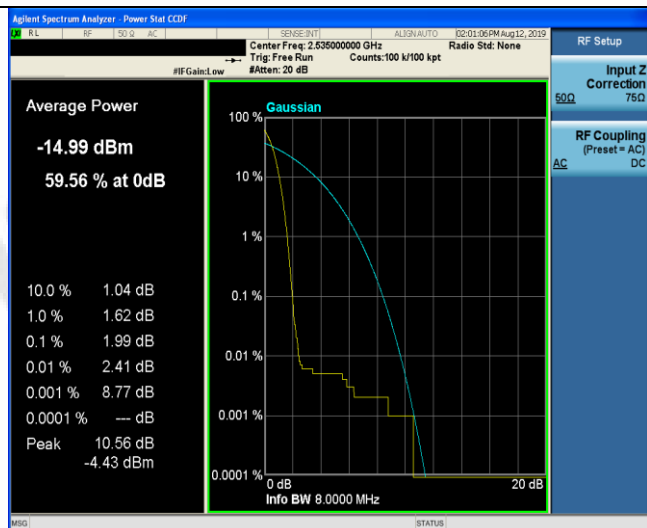 Agilent Spectrum Analyzer - Power Stat CCDF
RL RF 50 Ω AC SENSE:INT ALIGN AUTO 02:01:06 PM Aug 12, 2019
Center Freq: 2.535000000 GHz Radio Std: None
Trig: Free Run Counts:100 k/100 kpt
#IFGain:Low #Atten: 20 dB
RF Setup
Input Z
Correction
50Ω 75Ω
RF Coupling
(Preset = AC)
AC DC
Average Power
-14.99 dBm
59.56 % at 0dB
10.0 % 1.04 dB
1.0 % 1.62 dB
0.1 % 1.99 dB
0.01 % 2.41 dB
0.001 % 8.77 dB
0.0001 % --- dB
Peak 10.56 dB
-4.43 dBm
Gaussian
100 %
10 %
1 %
0.1 %
0.01 %
0.001 %
0.0001 %
0 dB 20 dB
Info BW 8.0000 MHz
MSG STATUS